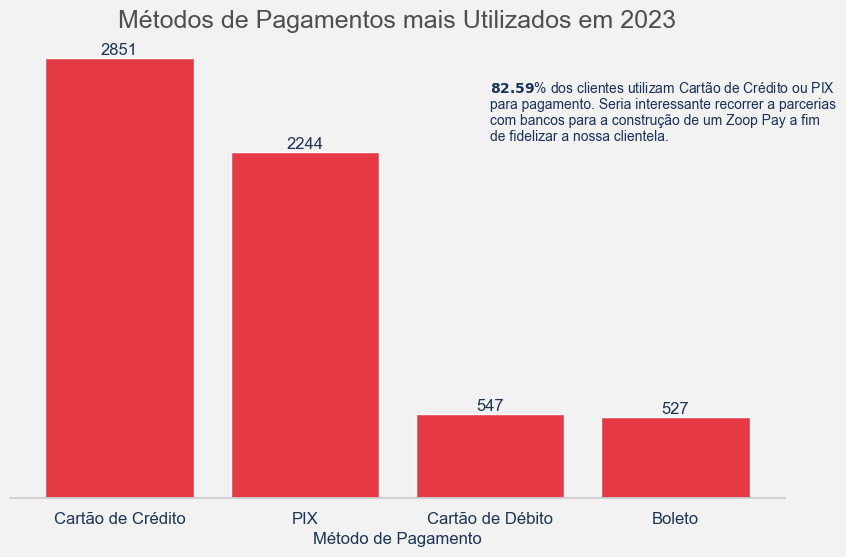 Métodos de Pagamentos mais Utilizados em 2023
2851
82.59% dos clientes utilizam Cartão de Crédito ou PIX
para pagamento. Seria interessante recorrer a parcerias
com bancos para a construção de um Zoop Pay a fim
de fidelizar a nossa clientela.
2244
547
527
Cartão de Crédito
PIX
Cartão de Débito
Boleto
Método de Pagamento